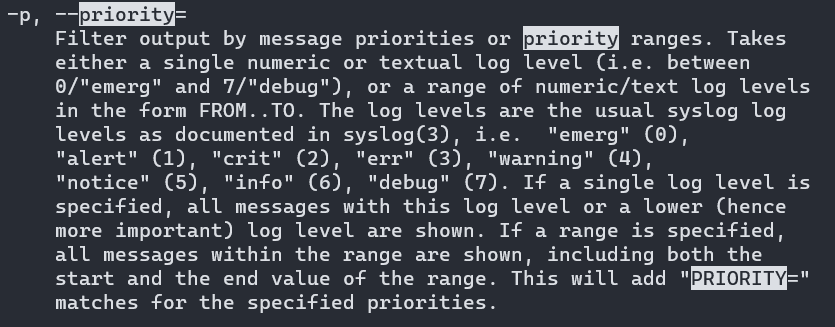 -p, --priority=
Filter output by message priorities or priority ranges. Takes
either a single numeric or textual log level (i.e. between
0/"emerg" and 7/"debug"), or a range of numeric/text log levels
in the form FROM..TO. The log levels are the usual syslog log
levels as documented in syslog(3), i.e.  "emerg" (0),
"alert" (1), "crit" (2), "err" (3), "warning" (4),
"notice" (5), "info" (6), "debug" (7). If a single log level is
specified, all messages with this log level or a lower (hence
more important) log level are shown. If a range is specified,
all messages within the range are shown, including both the
start and the end value of the range. This will add "PRIORITY="
matches for the specified priorities.